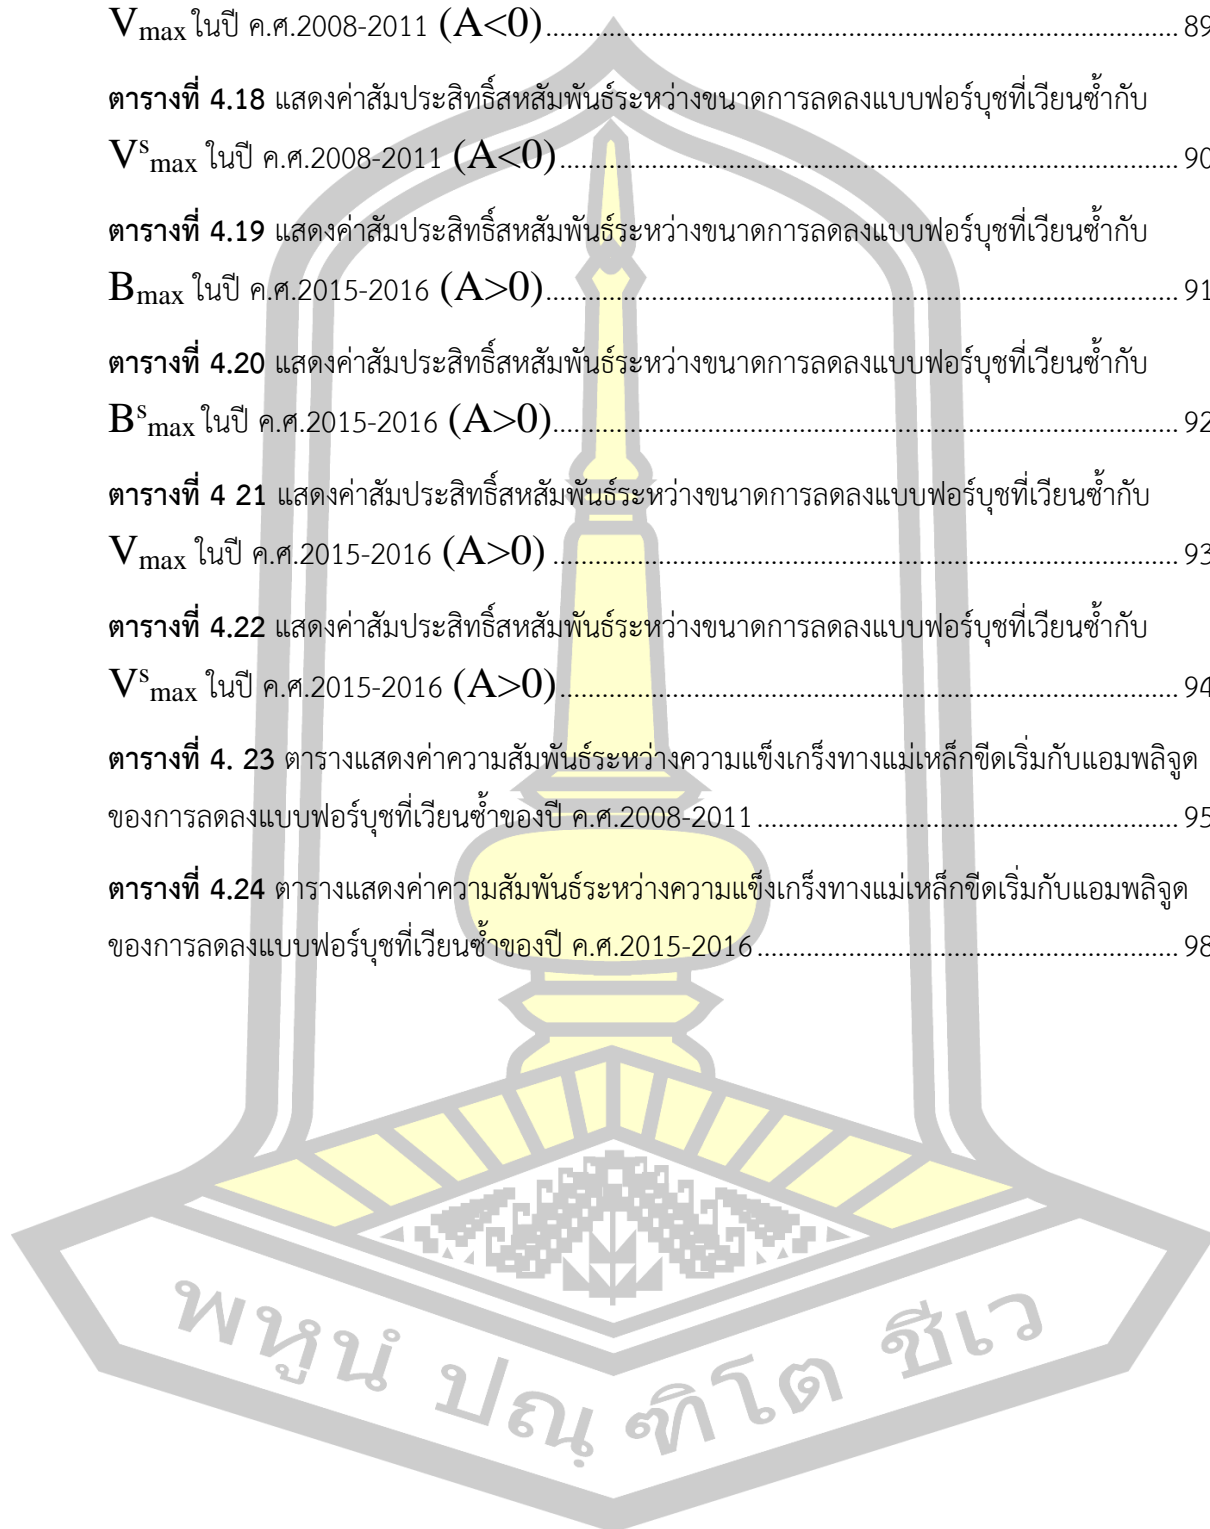 Vmax ในปี ค.ศ.2008-2011 (A<0) ........ 89
ตารางที่ 4.18 แสดงค่าสัมประสิทธิ์สหสัมพันธ์ระหว่างขนาดการลดลงแบบฟอร์บุชที่เวียนซ้ำกับ
Vsmax ในปี ค.ศ.2008-2011 (A<0) ........ 90
ตารางที่ 4.19 แสดงค่าสัมประสิทธิ์สหสัมพันธ์ระหว่างขนาดการลดลงแบบฟอร์บุชที่เวียนซ้ำกับ
Bmax ในปี ค.ศ.2015-2016 (A>0) ........ 91
ตารางที่ 4.20 แสดงค่าสัมประสิทธิ์สหสัมพันธ์ระหว่างขนาดการลดลงแบบฟอร์บุชที่เวียนซ้ำกับ
Bsmax ในปี ค.ศ.2015-2016 (A>0) ........ 92
ตารางที่ 4 21 แสดงค่าสัมประสิทธิ์สหสัมพันธ์ระหว่างขนาดการลดลงแบบฟอร์บุชที่เวียนซ้ำกับ
Vmax ในปี ค.ศ.2015-2016 (A>0) ........ 93
ตารางที่ 4.22 แสดงค่าสัมประสิทธิ์สหสัมพันธ์ระหว่างขนาดการลดลงแบบฟอร์บุชที่เวียนซ้ำกับ
Vsmax ในปี ค.ศ.2015-2016 (A>0) ........ 94
ตารางที่ 4. 23 ตารางแสดงค่าความสัมพันธ์ระหว่างความแข็งเกร็งทางแม่เหล็กขีดเริ่มกับแอมพลิจูด
ของการลดลงแบบฟอร์บุชที่เวียนซ้ำของปี ค.ศ.2008-2011 ........ 95
ตารางที่ 4.24 ตารางแสดงค่าความสัมพันธ์ระหว่างความแข็งเกร็งทางแม่เหล็กขีดเริ่มกับแอมพลิจูด
ของการลดลงแบบฟอร์บุชที่เวียนซ้ำของปี ค.ศ.2015-2016 ........ 98
พหูนํ ปณฺ ฑิโต ชีเว